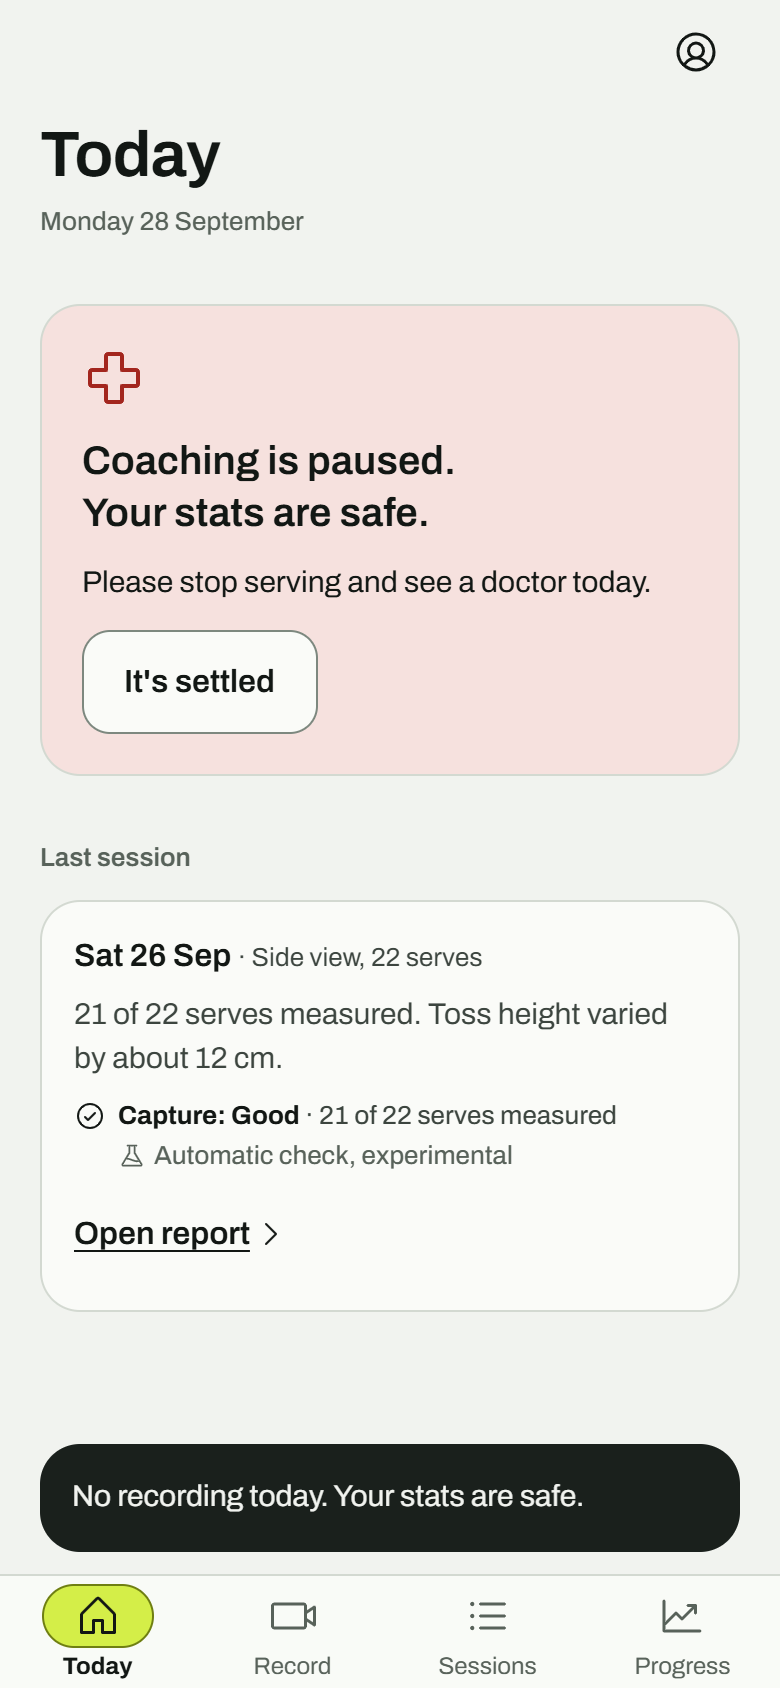 Today
Monday 28 September
Coaching is paused.
Your stats are safe.
Please stop serving and see a doctor today.
It's settled
Last session
Sat 26 Sep · Side view, 22 serves
21 of 22 serves measured. Toss height varied
by about 12 cm.
Capture: Good · 21 of 22 serves measured
Automatic check, experimental
Open report
No recording today. Your stats are safe.
Today
Record
Sessions
Progress